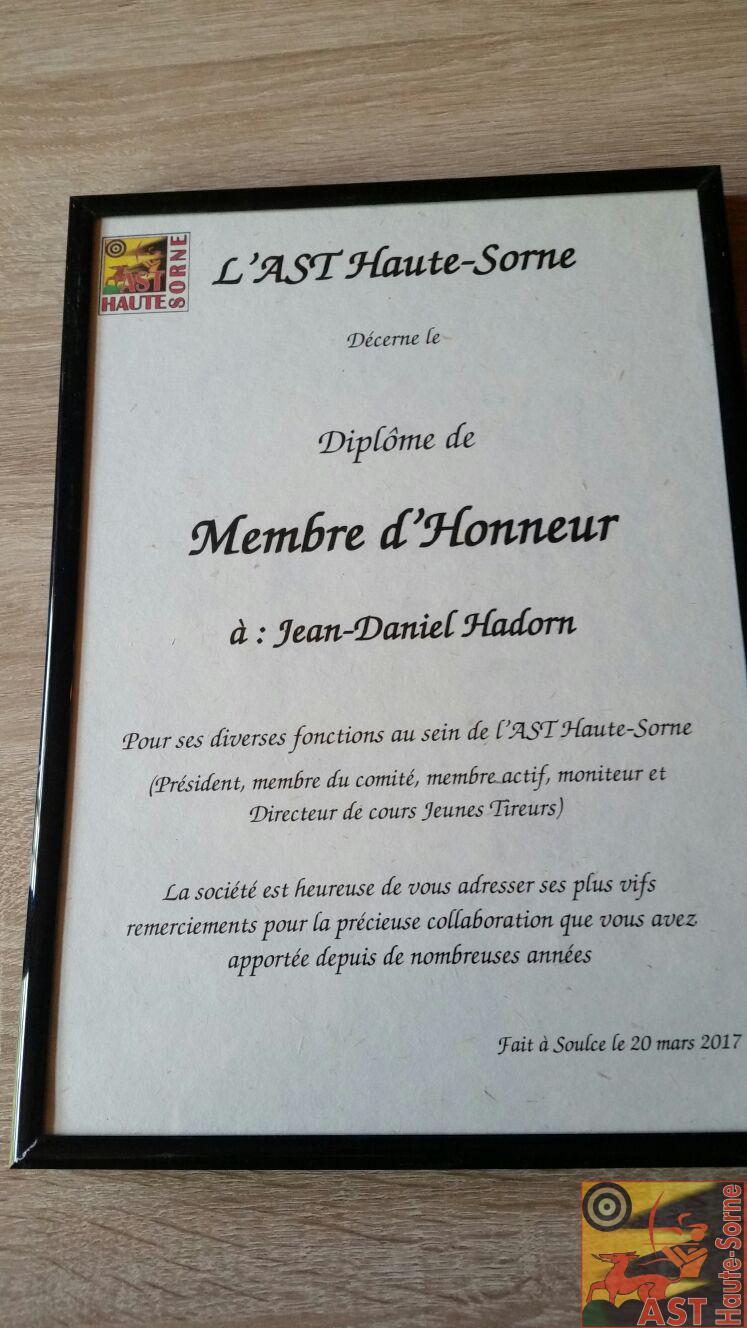 AST
HAUTE
SORNE
L'AST Haute-Sorne
Décerne le
Diplôme de
Membre d'Honneur
à : Jean-Daniel Hadorn
Pour ses diverses fonctions au sein de l'AST Haute-Sorne
(Président, membre du comité, membre actif, moniteur et
Directeur de cours Jeunes Tireurs)
La société est heureuse de vous adresser ses plus vifs
remerciements pour la précieuse collaboration que vous avez
apportée depuis de nombreuses années
Fait à Soulce le 20 mars 2017
AST
Haute-Sorne